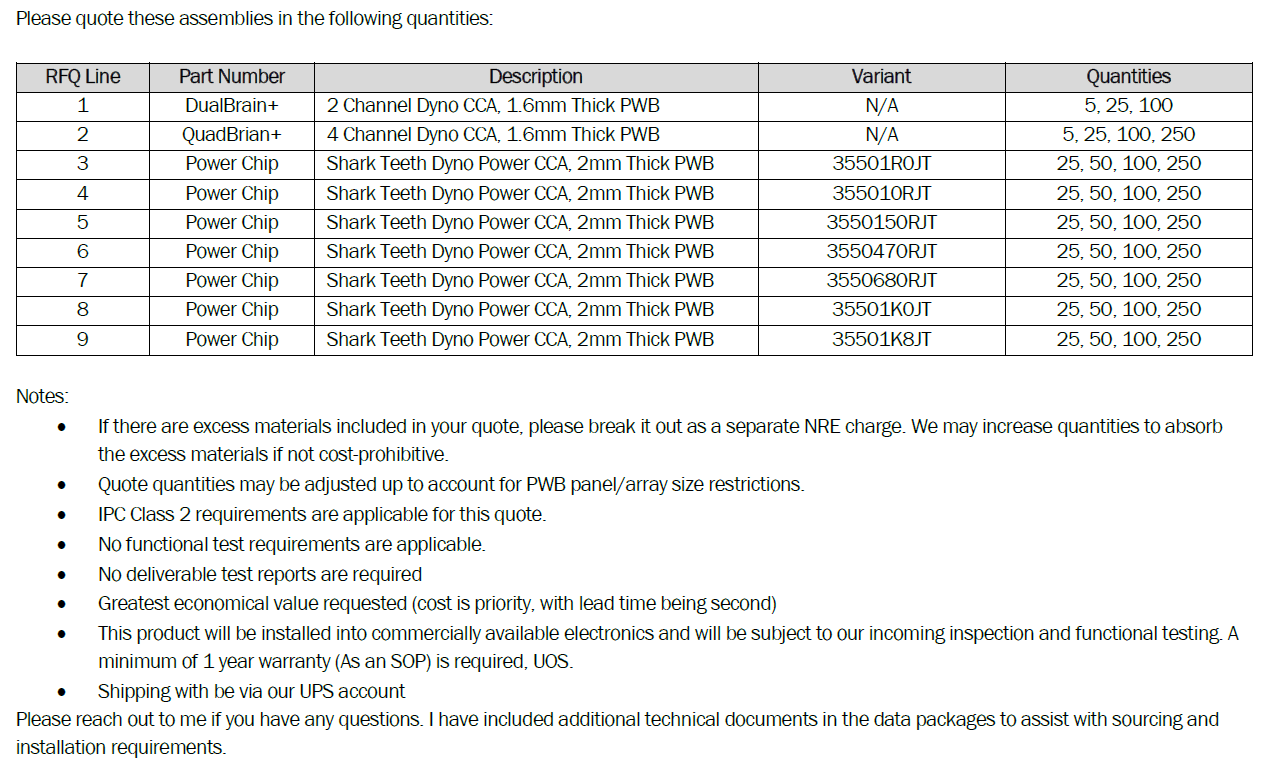 Please quote these assemblies in the following quantities:
RFQ Line Part Number Description Variant Quantities
1 DualBrain+ 2 Channel Dyno CCA, 1.6mm Thick PWB N/A 5, 25, 100
2 QuadBrian+ 4 Channel Dyno CCA, 1.6mm Thick PWB N/A 5, 25, 100, 250
3 Power Chip Shark Teeth Dyno Power CCA, 2mm Thick PWB 35501R0JT 25, 50, 100, 250
4 Power Chip Shark Teeth Dyno Power CCA, 2mm Thick PWB 355010RJT 25, 50, 100, 250
5 Power Chip Shark Teeth Dyno Power CCA, 2mm Thick PWB 3550150RJT 25, 50, 100, 250
6 Power Chip Shark Teeth Dyno Power CCA, 2mm Thick PWB 3550470RJT 25, 50, 100, 250
7 Power Chip Shark Teeth Dyno Power CCA, 2mm Thick PWB 3550680RJT 25, 50, 100, 250
8 Power Chip Shark Teeth Dyno Power CCA, 2mm Thick PWB 35501K0JT 25, 50, 100, 250
9 Power Chip Shark Teeth Dyno Power CCA, 2mm Thick PWB 35501K8JT 25, 50, 100, 250
Notes:
• If there are excess materials included in your quote, please break it out as a separate NRE charge. We may increase quantities to absorb
the excess materials if not cost-prohibitive.
• Quote quantities may be adjusted up to account for PWB panel/array size restrictions.
• IPC Class 2 requirements are applicable for this quote.
• No functional test requirements are applicable.
• No deliverable test reports are required
• Greatest economical value requested (cost is priority, with lead time being second)
• This product will be installed into commercially available electronics and will be subject to our incoming inspection and functional testing. A
minimum of 1 year warranty (As an SOP) is required, UOS.
• Shipping with be via our UPS account
Please reach out to me if you have any questions. I have included additional technical documents in the data packages to assist with sourcing and
installation requirements.